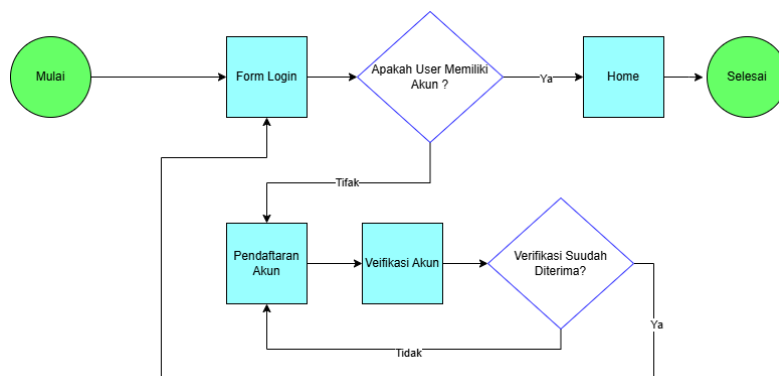 Mulai
Form Login
Apakah User Memiliki
Akun ?
Ya
Home
Selesai
Tifak
Pendaftaran
Akun
Veifikasi Akun
Verifikasi Suudah
Diterima?
Ya
Tidak